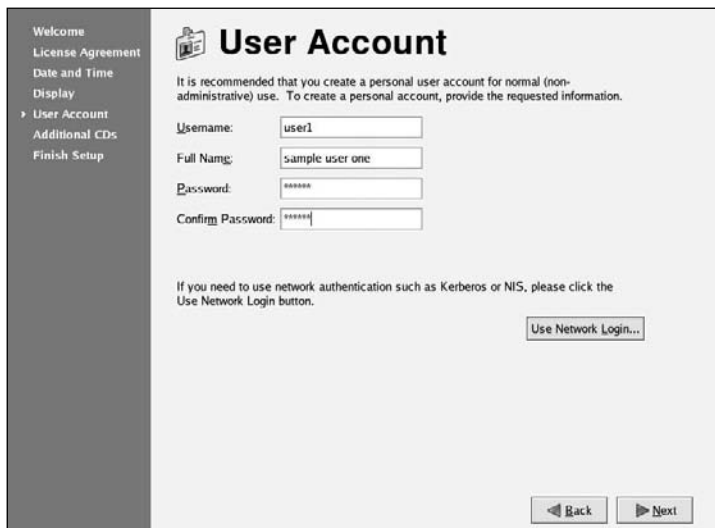 Welcome
License Agreement
Date and Time
Display
User Account
Additional CDs
Finish Setup
User Account
It is recommended that you create a personal user account for normal (non-
administrative) use. To create a personal account, provide the requested information.
Username: user1
Full Name: sample user one
Password: ******
Confirm Password: ******
If you need to use network authentication such as Kerberos or NIS, please click the
Use Network Login button.
Use Network Login...
Back Next